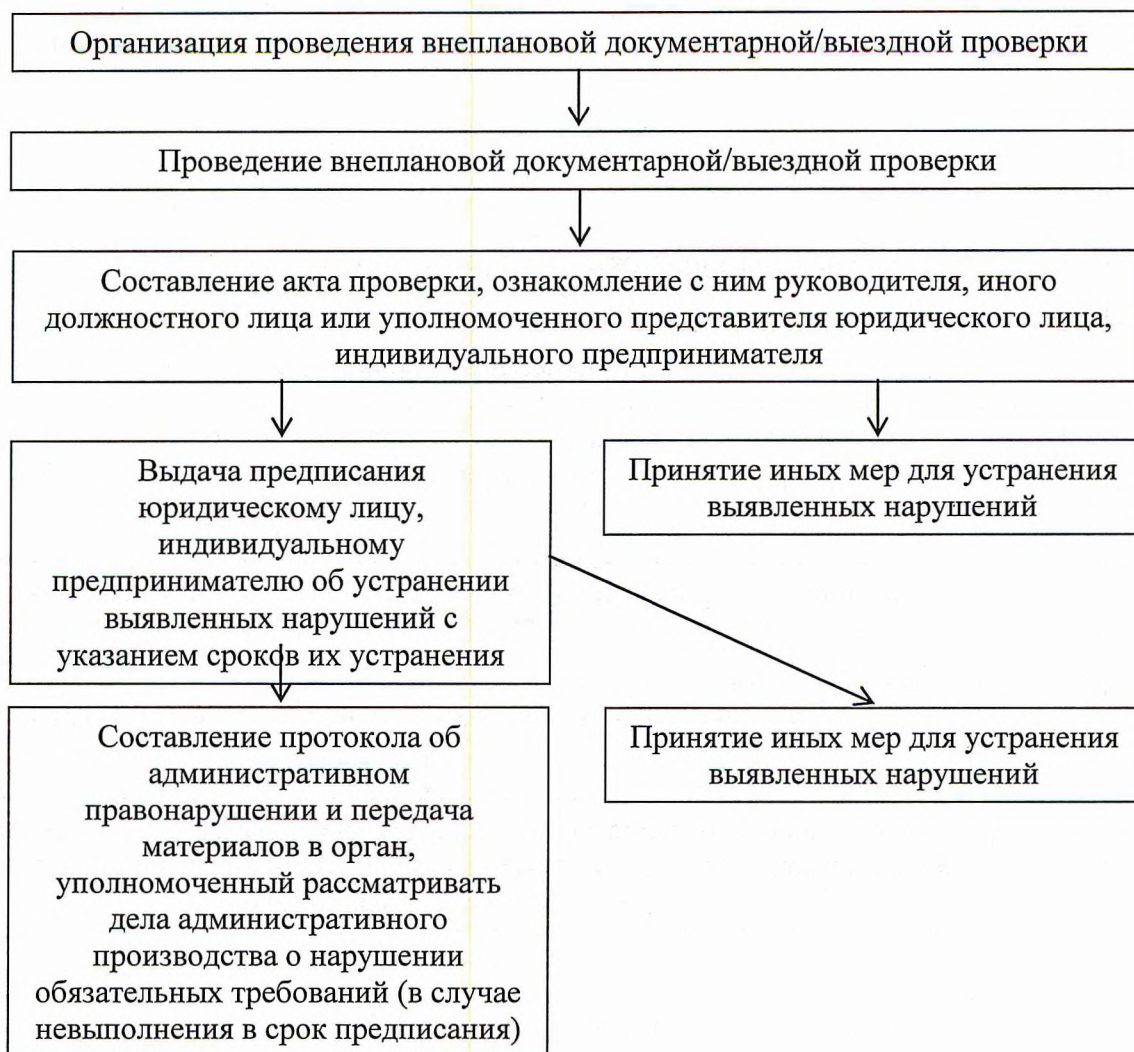 Организация проведения внеплановой документарной/выездной проверки
Проведение внеплановой документарной/выездной проверки
Составление акта проверки, ознакомление с ним руководителя, иного
должностного лица или уполномоченного представителя юридического лица,
индивидуального предпринимателя
Выдача предписания
юридическому лицу,
индивидуальному
предпринимателю об устранении
выявленных нарушений с
указанием сроков их устранения
Принятие иных мер для устранения
выявленных нарушений
Составление протокола об
административном
правонарушении и передача
материалов в орган,
уполномоченный рассматривать
дела административного
производства о нарушении
обязательных требований (в случае
невыполнения в срок предписания)
Принятие иных мер для устранения
выявленных нарушений